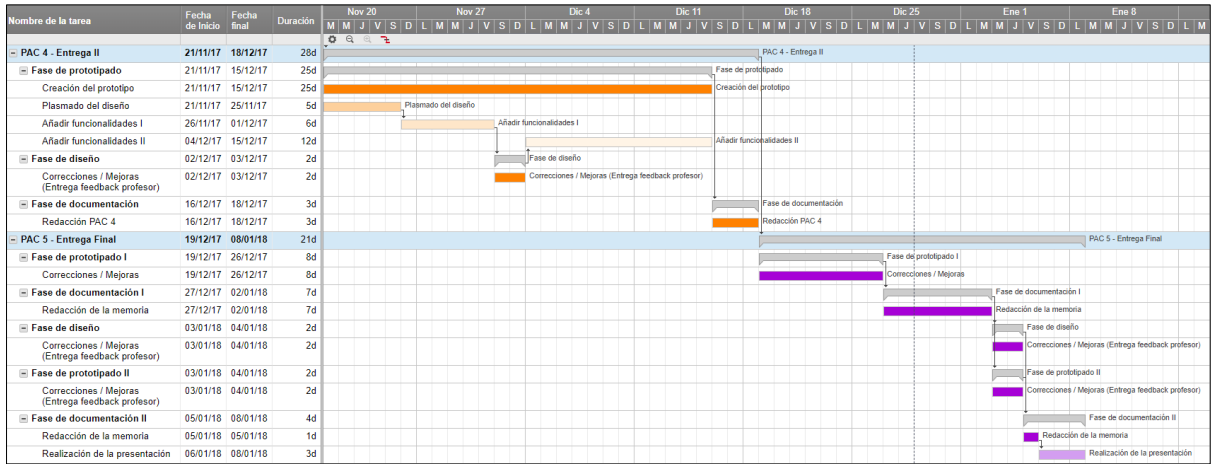 Nombre de la tarea Fecha de Inicio Fecha final Duración
Nov 20 Nov 27 Dic 4 Dic 11 Dic 18 Dic 25 Ene 1 Ene 8
M M J V S D L M M J V S D L M M J V S D L M M J V S D L M M J V S D L M M J V S D L M M J V S D L M M J V S D L M
PAC 4 - Entrega II 21/11/17 18/12/17 28d PAC 4 - Entrega II
Fase de prototipado 21/11/17 15/12/17 25d Fase de prototipado
Creación del prototipo 21/11/17 15/12/17 25d Creación del prototipo
Plasmado del diseño 21/11/17 25/11/17 5d Plasmado del diseño
Añadir funcionalidades I 26/11/17 01/12/17 6d Añadir funcionalidades I
Añadir funcionalidades II 04/12/17 15/12/17 12d Añadir funcionalidades II
Fase de diseño 02/12/17 03/12/17 2d Fase de diseño
Correcciones / Mejoras (Entrega feedback profesor) 02/12/17 03/12/17 2d Correcciones / Mejoras (Entrega feedback profesor)
Fase de documentación 16/12/17 18/12/17 3d Fase de documentación
Redacción PAC 4 16/12/17 18/12/17 3d Redacción PAC 4
PAC 5 - Entrega Final 19/12/17 08/01/18 21d PAC 5 - Entrega Final
Fase de prototipado I 19/12/17 26/12/17 8d Fase de prototipado I
Correcciones / Mejoras 19/12/17 26/12/17 8d Correcciones / Mejoras
Fase de documentación I 27/12/17 02/01/18 7d Fase de documentación I
Redacción de la memoria 27/12/17 02/01/18 7d Redacción de la memoria
Fase de diseño 03/01/18 04/01/18 2d Fase de diseño
Correcciones / Mejoras (Entrega feedback profesor) 03/01/18 04/01/18 2d Correcciones / Mejoras (Entrega feedback profesor)
Fase de prototipado II 03/01/18 04/01/18 2d Fase de prototipado II
Correcciones / Mejoras (Entrega feedback profesor) 03/01/18 04/01/18 2d Correcciones / Mejoras (Entrega feedback profesor)
Fase de documentación II 05/01/18 08/01/18 4d Fase de documentación II
Redacción de la memoria 05/01/18 05/01/18 1d Redacción de la memoria
Realización de la presentación 06/01/18 08/01/18 3d Realización de la presentación